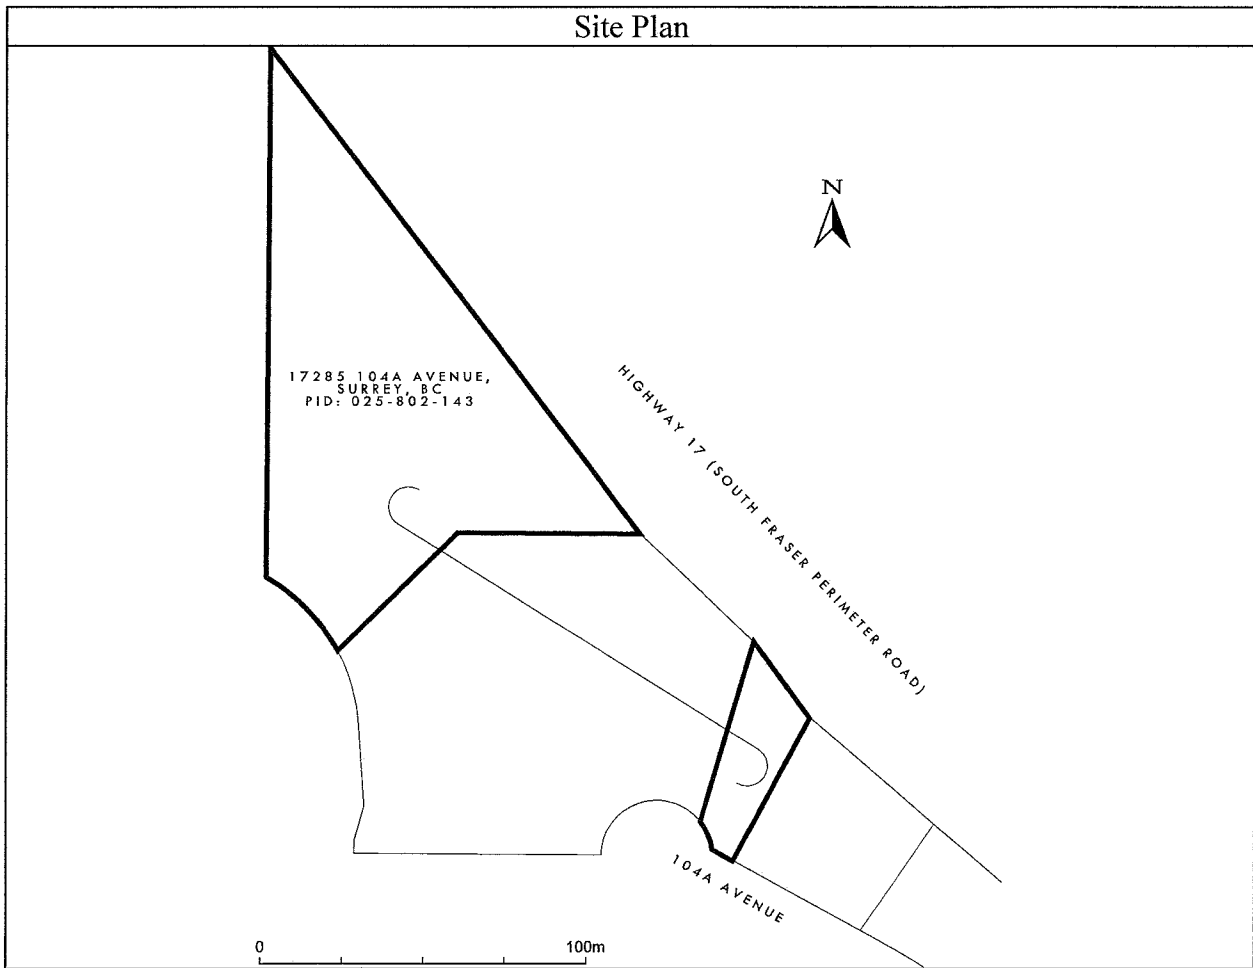 Site Plan
N
17285 104A AVENUE,
SURREY, BC
PID: 025-802-143
HIGHWAY 17 (SOUTH FRASER PERIMETER ROAD)
104A AVENUE
0 100m